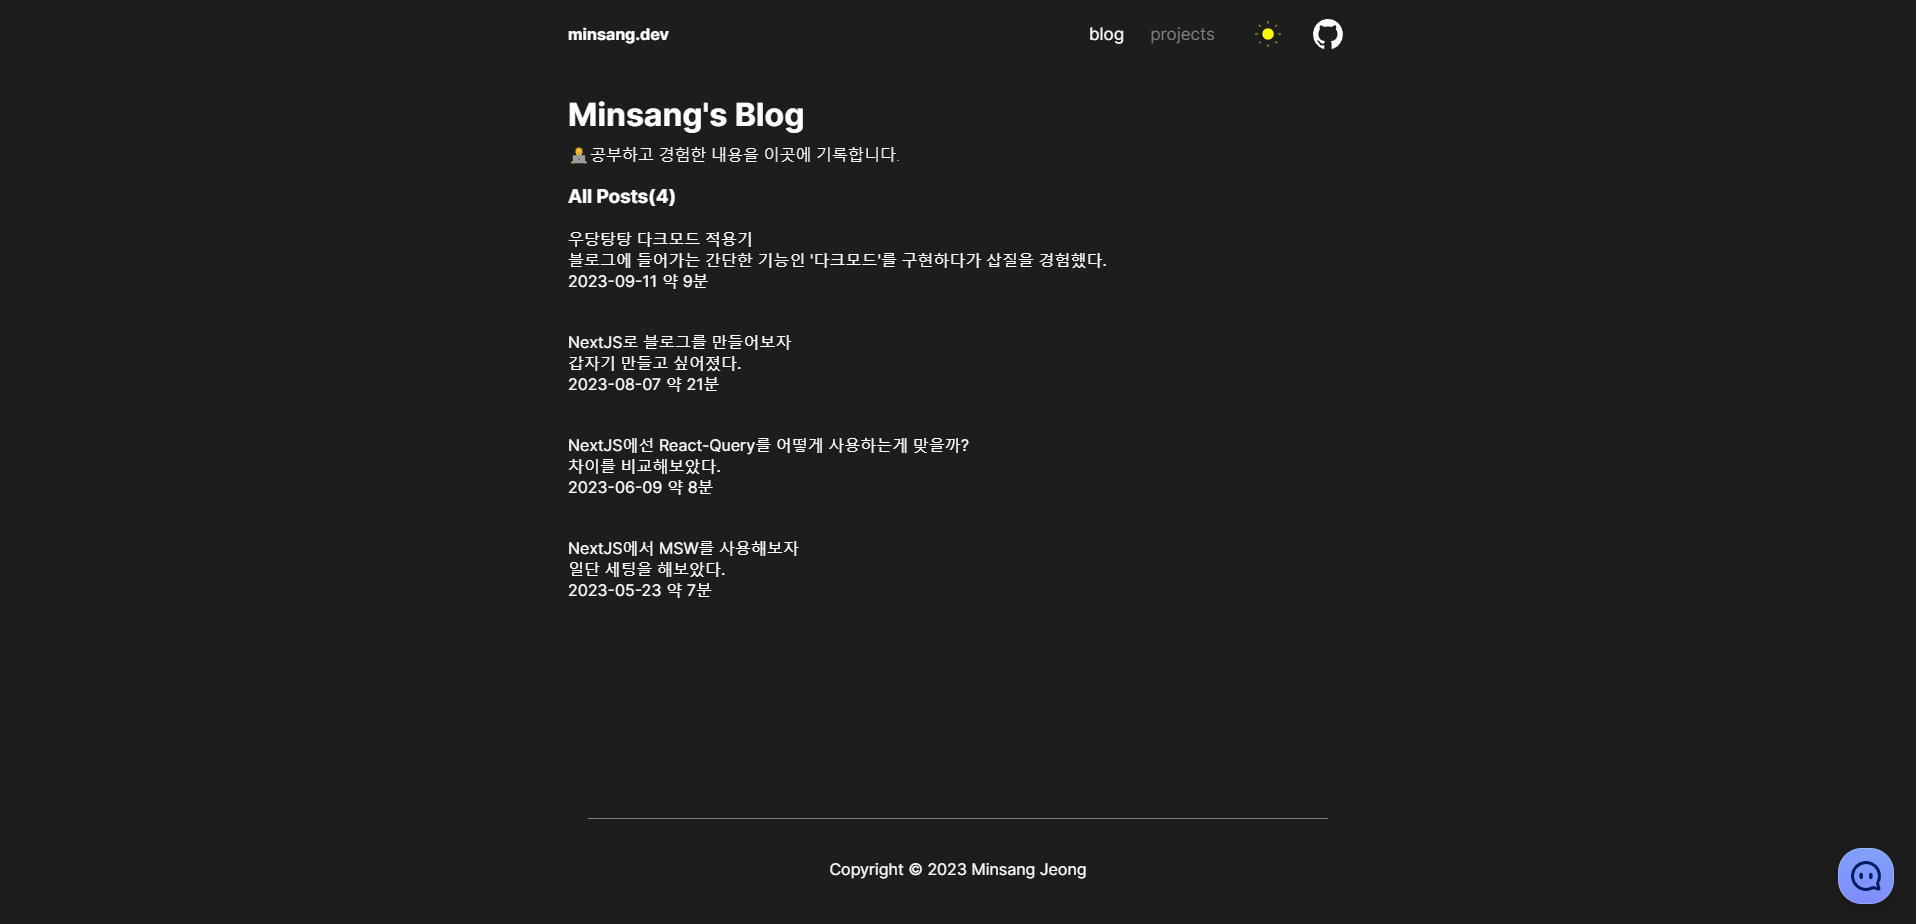 minsang.dev
blog
projects
Minsang's Blog
공부하고 경험한 내용을 이곳에 기록합니다.
All Posts(4)
우당탕탕 다크모드 적용기
블로그에 들어가는 간단한 기능인 '다크모드'를 구현하다가 삽질을 경험했다.
2023-09-11 약 9분
NextJS로 블로그를 만들어보자
갑자기 만들고 싶어졌다.
2023-08-07 약 21분
NextJS에선 React-Query를 어떻게 사용하는게 맞을까?
차이를 비교해보았다.
2023-06-09 약 8분
NextJS에서 MSW를 사용해보자
일단 세팅을 해보았다.
2023-05-23 약 7분
Copyright © 2023 Minsang Jeong